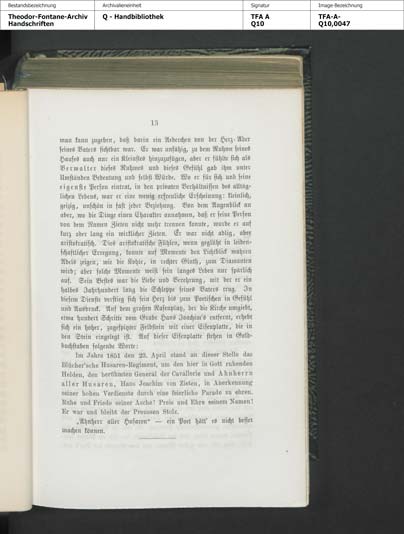 Bestandsbezeichnung
Archivalieneinheit
Signatur
Image-Bezeichnung
Theodor-Fontane-Archiv
Handschriften
Q - Handbibliothek
TFA A
Q10
TFA-A-
Q10,0047
13
man kann zugeben, daß darin ein Aederchen von der Herz-Ader
seines Vaters sichtbar war. Er war unfähig, zu dem Ruhme seines
Hauses auch nur ein Kleinstes hinzuzufügen, aber er fühlte sich als
Verwalter dieses Ruhmes und dieses Gefühl gab ihm unter
Umständen Bedeutung und selbst Würde. Wo er für sich und seine
eigenste Person eintrat, in den privaten Verhältnissen des alltäg-
lichen Lebens, war er eine wenig erfreuliche Erscheinung: kleinlich,
geizig, unschön in fast jeder Beziehung. Von dem Augenblick an
aber, wo die Dinge einen Charakter annahmen, daß er seine Person
von dem Namen Zieten nicht mehr trennen konnte, wurde er auf
kurz oder lang ein wirklicher Zieten. Er war nicht adlig, aber
aristokratisch. Dies aristokratische Fühlen, wenn geglüht in leiden-
schaftlicher Erregung, konnte auf Momente den Lichtblick wahren
Adels zeigen, wie die Kohle, in rechter Gluth, zum Diamanten
wird; aber solche Momente weist sein langes Leben nur spärlich
auf. Sein Bestes war die Liebe und Verehrung, mit der er ein
halbes Jahrhundert lang die Schleppe seines Vaters trug. In
diesem Dienste verstieg sich sein Herz bis zum Poetischen in Gefühl
und Ausdruck. Auf dem großen Rasenplatz, der die Kirche umgiebt,
etwa hundert Schritte vom Grabe Hans Joachim's entfernt, erhebt
sich ein hoher, zugespitzter Feldstein mit einer Eisenplatte, die in
den Stein eingelegt ist. Auf dieser Eisenplatte stehen in Gold-
buchstaben folgende Worte:
Im Jahre 1851 den 23. April stand an dieser Stelle das
Blücher'sche Husaren-Regiment, um den hier in Gott ruhenden
Helden, den berühmten General der Cavallerie und Ahnherrn
aller Husaren, Hans Joachim von Zieten, in Anerkennung
seiner hohen Verdienste durch eine feierliche Parade zu ehren.
Ruhe und Friede seiner Asche! Preis und Ehre seinem Namen!
Er war und bleibt der Preussen Stolz.
„Ahnherr aller Husaren“ — ein Poet hätt' es nicht besser
machen können.